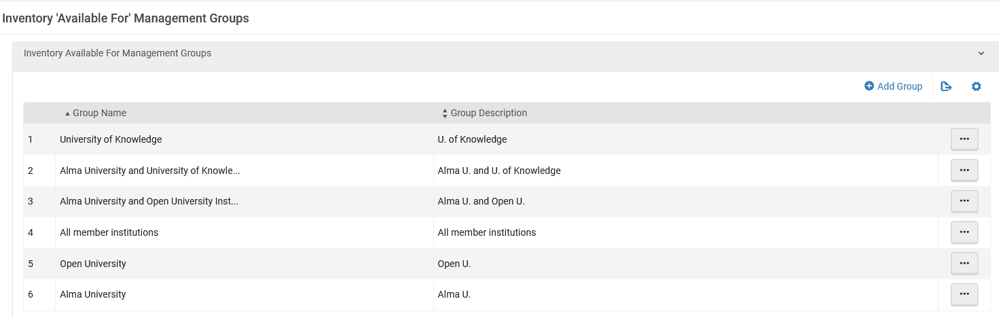 Inventory 'Available For' Management Groups
Inventory Available For Management Groups
Add Group
Group Name Group Description
1 University of Knowledge U. of Knowledge
2 Alma University and University of Knowle... Alma U. and U. of Knowledge
3 Alma University and Open University Inst... Alma U. and Open U.
4 All member institutions All member institutions
5 Open University Open U.
6 Alma University Alma U.